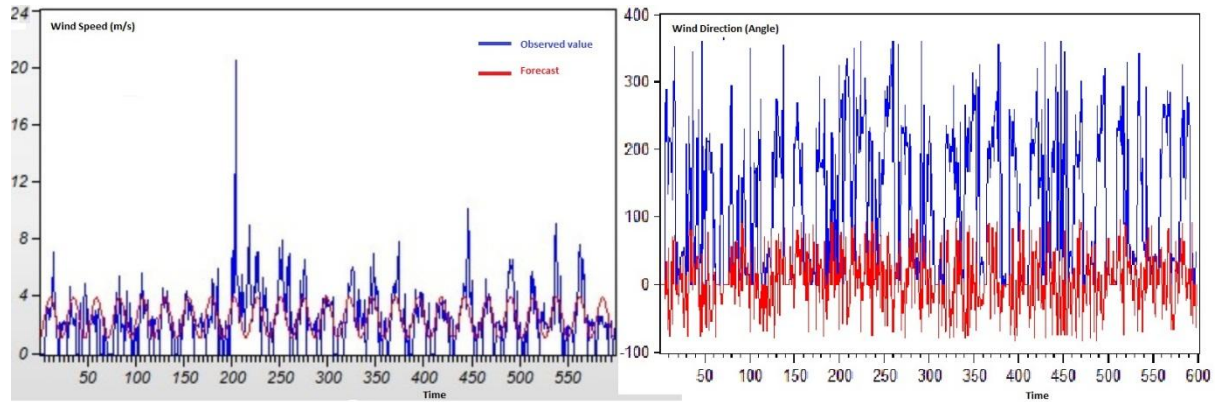 24
Wind Speed (m/s)
Observed value
Forecast
20
16
12
8
4
0
50 100 150 200 250 300 350 400 450 500 550
Time
400
Wind Direction (Angle)
300
200
100
0
-100
50 100 150 200 250 300 350 400 450 500 550 600
Time